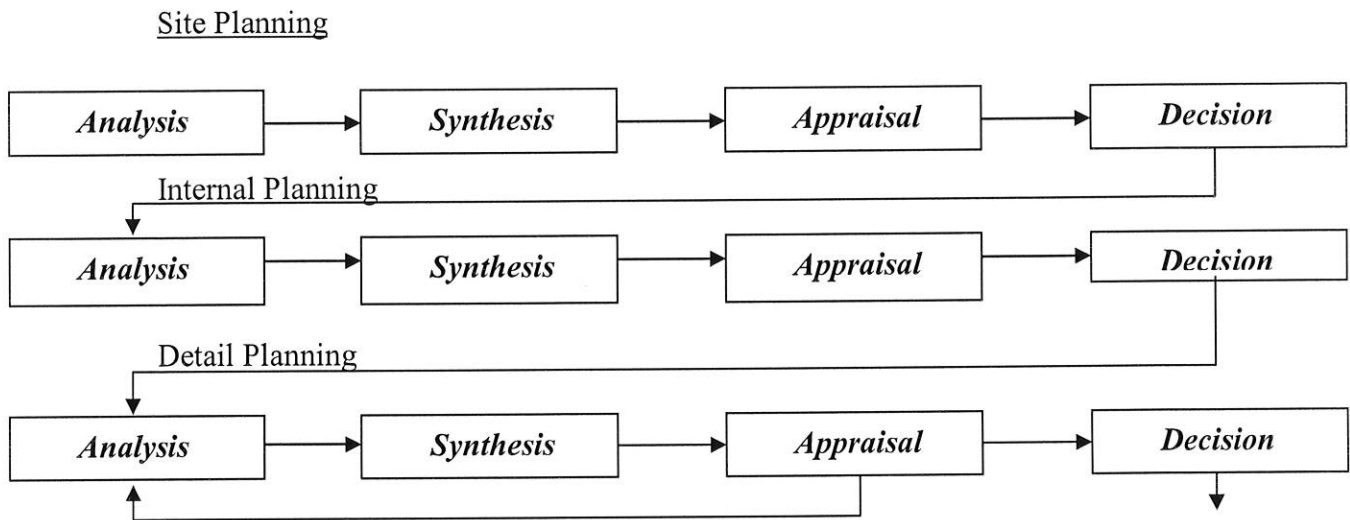 Site Planning
Analysis Synthesis Appraisal Decision
Internal Planning
Analysis Synthesis Appraisal Decision
Detail Planning
Analysis Synthesis Appraisal Decision